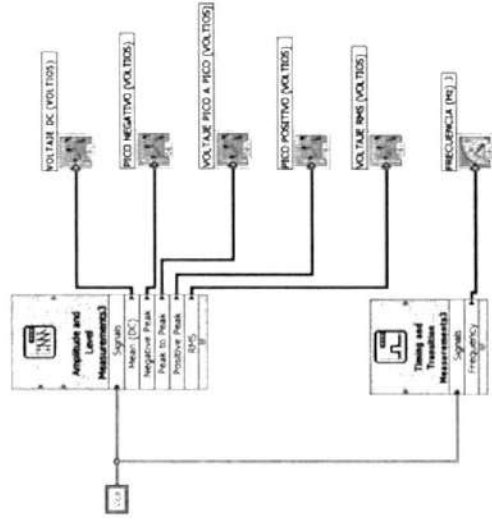 VOLTAJE DC (VOLTIOS)
PICO NEGATIVO (VOLTIOS)
VOLTAJE PICO A PICO (VOLTIOS)
PICO POSITIVO (VOLTIOS)
VOLTAJE RMS (VOLTIOS)
FRECUENCIA (Hz)
Amplitude and
Level
Measurements3
Signals
Mean (DC)
Negative Peak
Peak to Peak
Positive Peak
RMS
Timing and
Transition
Measurements3
Signals
Frequency